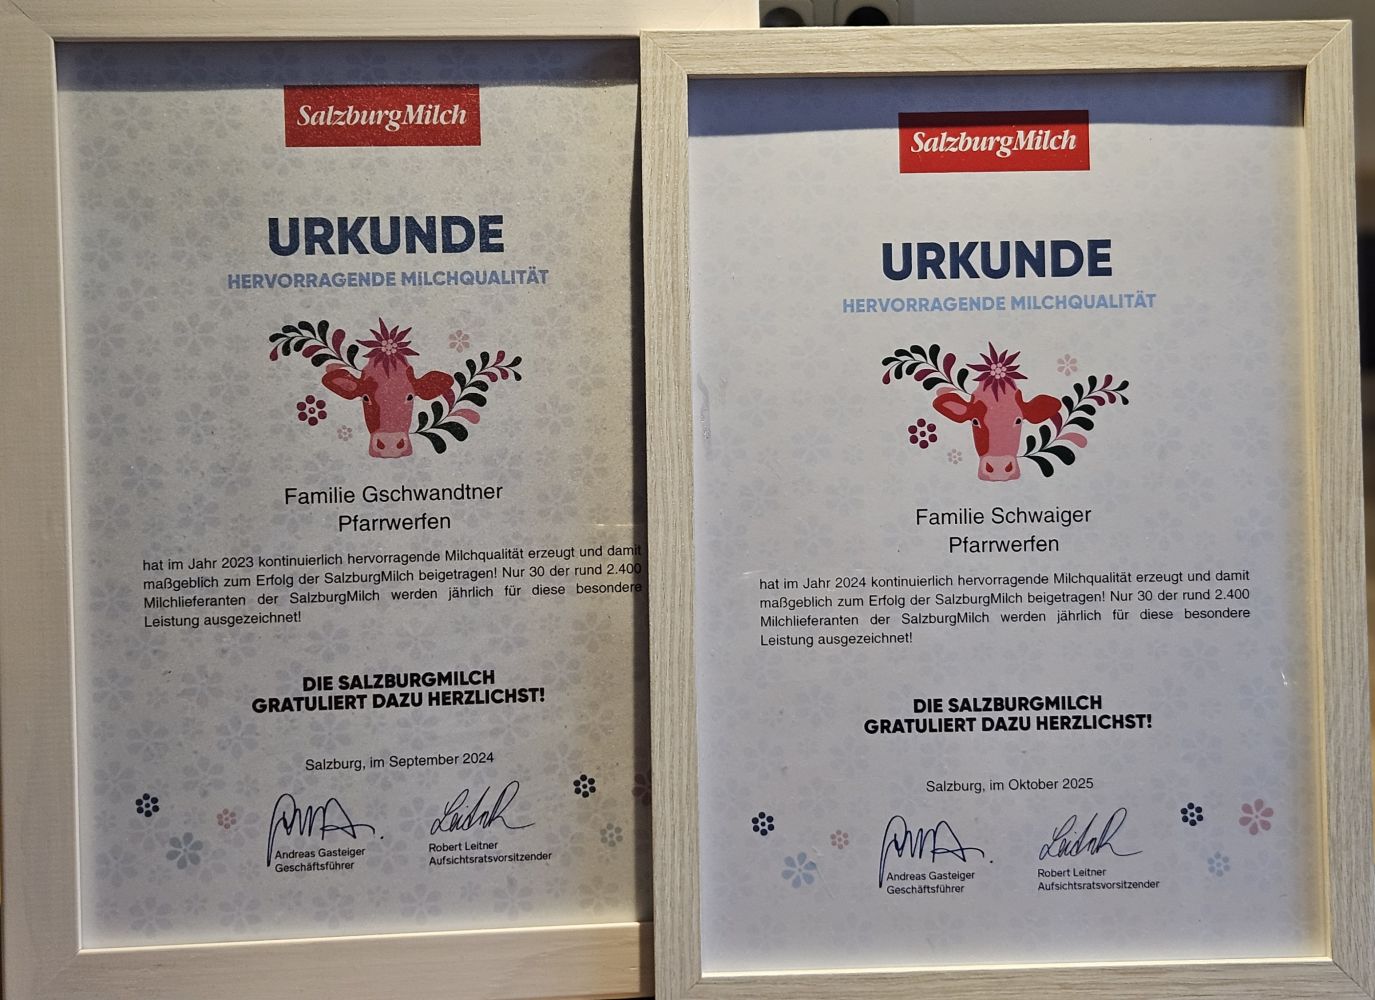 SalzburgMilch
URKUNDE
HERVORRAGENDE MILCHQUALITÄT
Familie Gschwandtner
Pfarrwerfen
hat im Jahr 2023 kontinuierlich hervorragende Milchqualität erzeugt und damit
maßgeblich zum Erfolg der SalzburgMilch beigetragen! Nur 30 der rund 2.400
Milchlieferanten der SalzburgMilch werden jährlich für diese besondere
Leistung ausgezeichnet!
DIE SALZBURGMILCH
GRATULIERT DAZU HERZLICHST!
Salzburg, im September 2024
Andreas Gasteiger
Geschäftsführer
Robert Leitner
Aufsichtsratsvorsitzender
SalzburgMilch
URKUNDE
HERVORRAGENDE MILCHQUALITÄT
Familie Schwaiger
Pfarrwerfen
hat im Jahr 2024 kontinuierlich hervorragende Milchqualität erzeugt und damit
maßgeblich zum Erfolg der SalzburgMilch beigetragen! Nur 30 der rund 2.400
Milchlieferanten der SalzburgMilch werden jährlich für diese besondere
Leistung ausgezeichnet!
DIE SALZBURGMILCH
GRATULIERT DAZU HERZLICHST!
Salzburg, im Oktober 2025
Andreas Gasteiger
Geschäftsführer
Robert Leitner
Aufsichtsratsvorsitzender